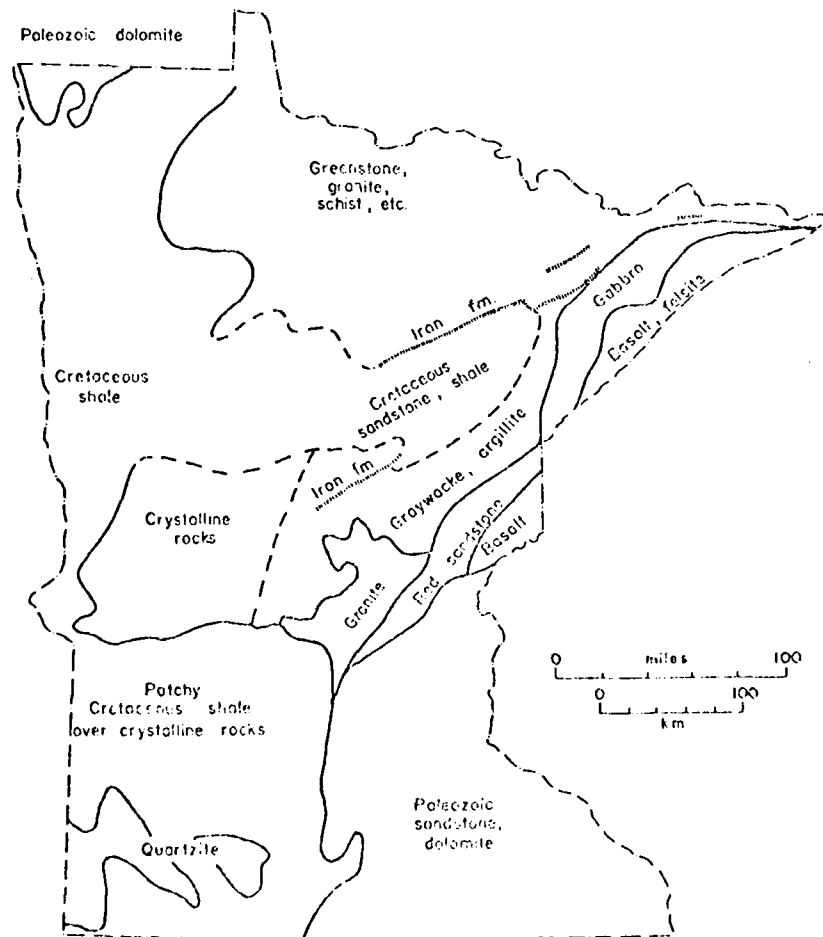 Paleozoic dolomite
Greenstone,
granite,
schist, etc.
Gabbro
Basalt, felsite
Iron fm.
Cretaceous
shale
Cretaceous
sandstone, shale
Iron fm
Graywacke, argillite
Crystalline
rocks
Red sandstone
Basalt
Granite
0 miles 100
0 100
km
Patchy
Cretaceous shale
over crystalline rocks
Paleozoic
sandstone,
dolomite
Quartzite